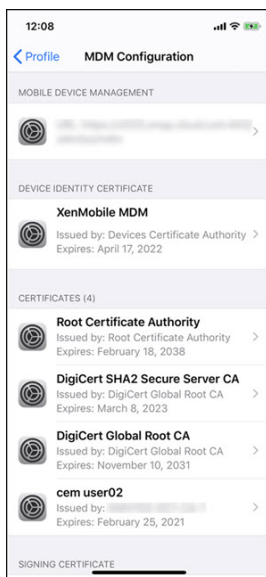 12:08
Profile
MDM Configuration
MOBILE DEVICE MANAGEMENT
DEVICE IDENTITY CERTIFICATE
XenMobile MDM
Issued by: Devices Certificate Authority
Expires: April 17, 2022
CERTIFICATES (4)
Root Certificate Authority
Issued by: Root Certificate Authority
Expires: February 18, 2038
DigiCert SHA2 Secure Server CA
Issued by: DigiCert Global Root CA
Expires: March 8, 2023
DigiCert Global Root CA
Issued by: DigiCert Global Root CA
Expires: November 10, 2031
cem user02
Issued by:
Expires: February 25, 2021
SIGNING CERTIFICATE